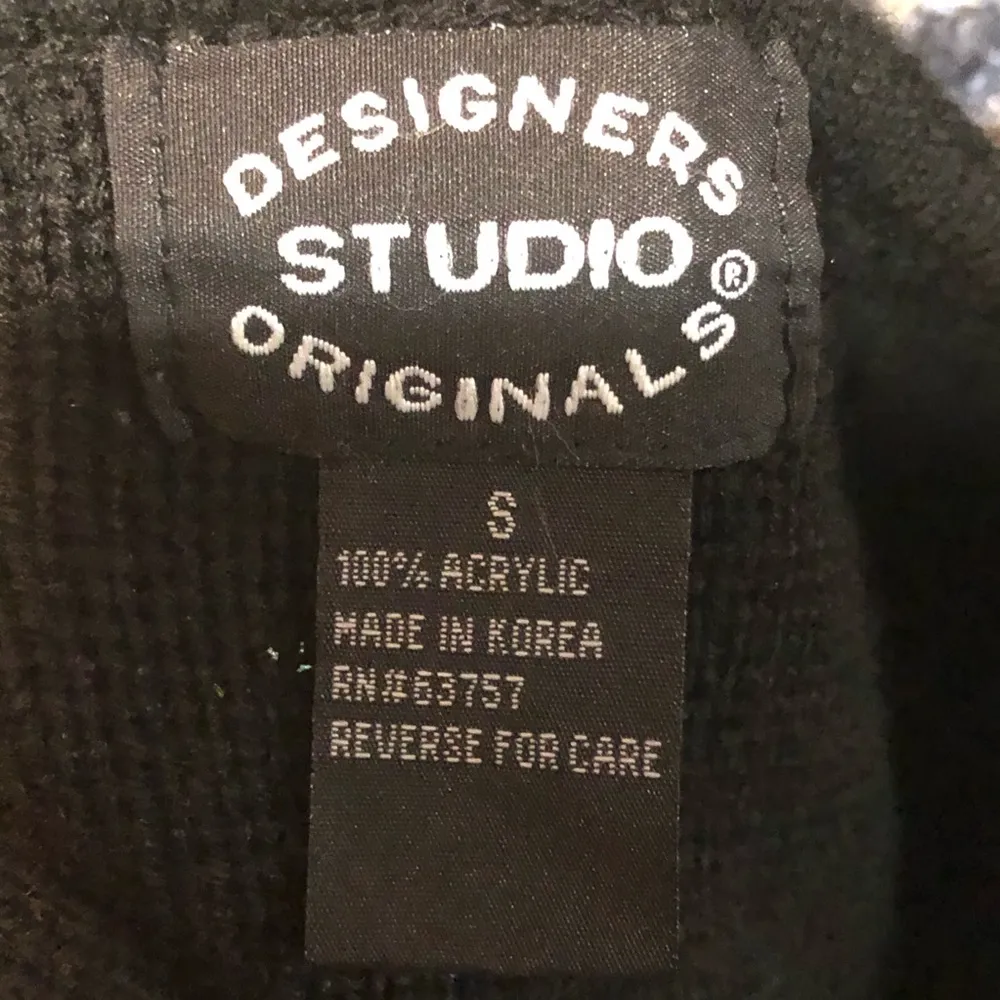 DESIGNERS
STUDIO
ORIGINALS®
S
100% ACRYLIC
MADE IN KOREA
RN#63757
REVERSE FOR CARE